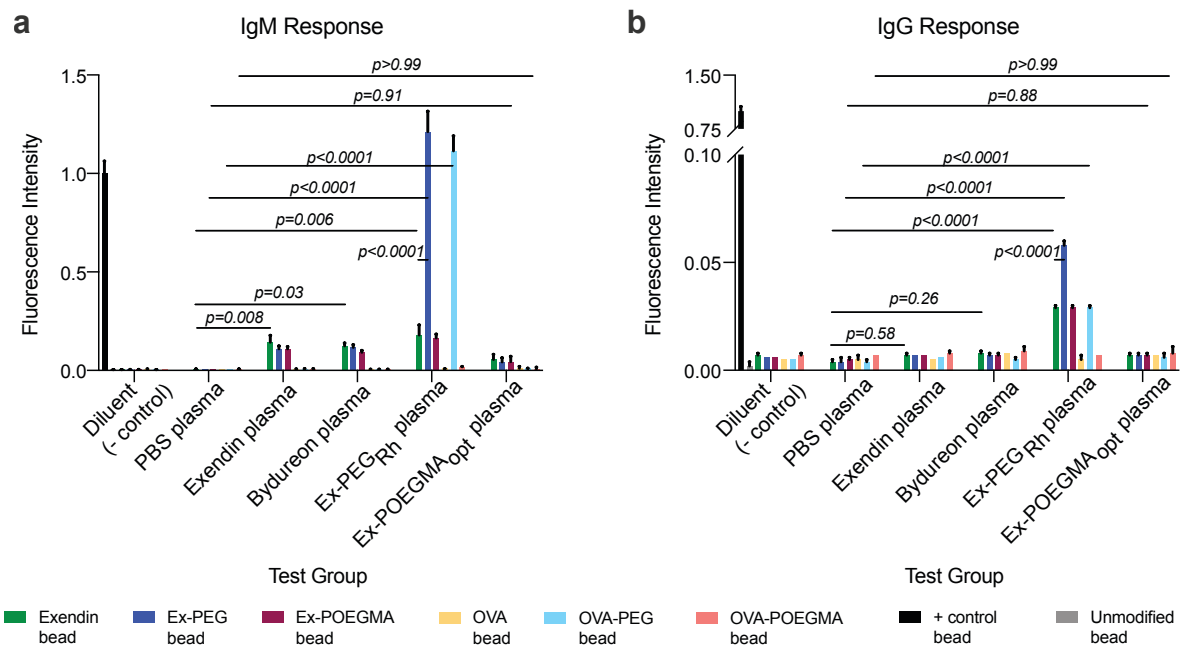 a
IgM Response
Fluorescence Intensity
1.5
1.0
0.5
0.0
p>0.99
p=0.91
p<0.0001
p<0.0001
p=0.006
p<0.0001
p=0.03
p=0.008
Diluent
(- control)
PBS plasma
Exendin plasma
Bydureon plasma
Ex-PEGRh plasma
Ex-POEGMAopt plasma
Test Group
b
IgG Response
Fluorescence Intensity
1.50
0.75
0.10
0.05
0.00
p>0.99
p=0.88
p<0.0001
p<0.0001
p<0.0001
p<0.0001
p=0.26
p=0.58
Diluent
(- control)
PBS plasma
Exendin plasma
Bydureon plasma
Ex-PEGRh plasma
Ex-POEGMAopt plasma
Test Group
Exendin
bead
Ex-PEG
bead
Ex-POEGMA
bead
OVA
bead
OVA-PEG
bead
OVA-POEGMA
bead
+ control
bead
Unmodified
bead